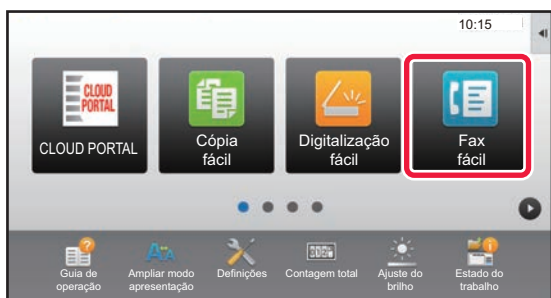 10:15
CLOUD
PORTAL
CLOUD PORTAL
Cópia
fácil
Digitalização
fácil
Fax
fácil
Guia de
operação
Ampliar modo
apresentação
Definições
Contagem total
Ajuste do
brilho
Estado do
trabalho